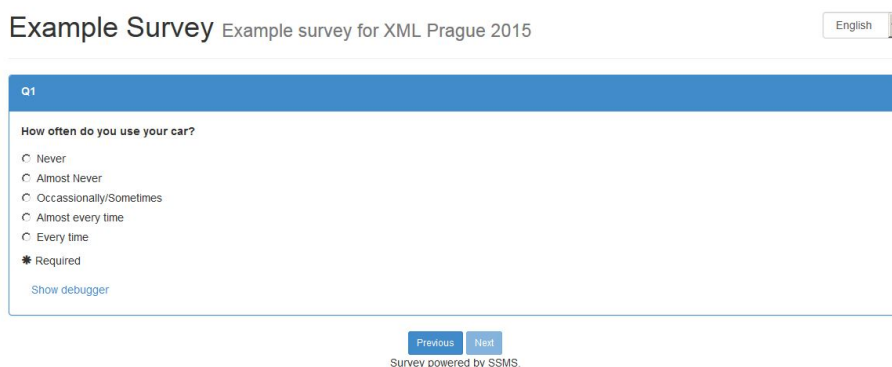 Example Survey Example survey for XML Prague 2015
English
Q1
How often do you use your car?
Never
Almost Never
Occassionally/Sometimes
Almost every time
Every time
✱ Required
Show debugger
Previous Next
Survey powered by SSMS.